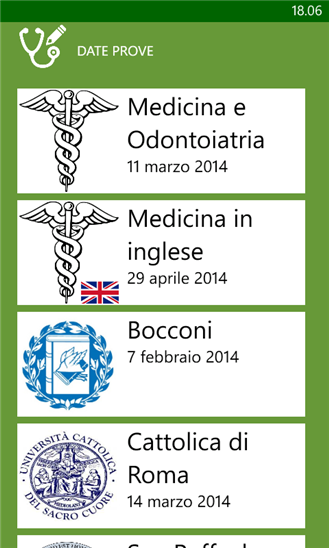 18.06
DATE PROVE
Medicina e
Odontoiatria
11 marzo 2014
Medicina in
inglese
29 aprile 2014
Bocconi
7 febbraio 2014
Cattolica di
Roma
14 marzo 2014
UNIVERSITÀ CATTOLICA
DEL SACRO CUORE